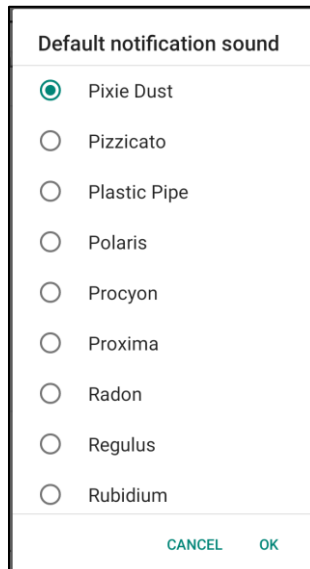 Default notification sound
Pixie Dust
Pizzicato
Plastic Pipe
Polaris
Procyon
Proxima
Radon
Regulus
Rubidium
CANCEL OK